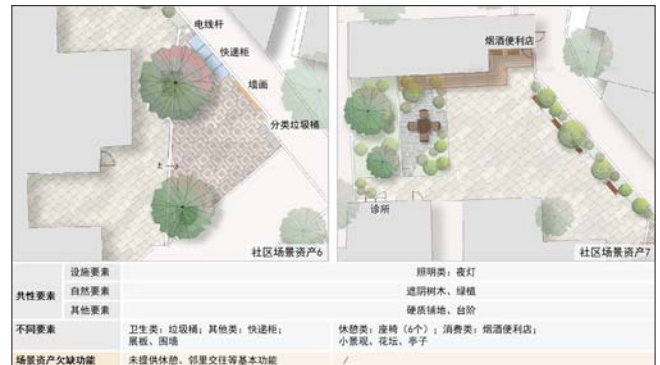 电线杆
快递柜
墙画
分类垃圾桶
上
社区场景资产6
烟酒便利店
诊所
社区场景资产7
共性要素
设施要素
照明类：夜灯
自然要素
遮阴树木、绿植
其他要素
硬质铺地、台阶
不同要素
卫生类：垃圾桶；其他类：快递柜；
展板、围墙
休憩类：座椅（6个）；消费类：烟酒便利店；
小景观、花坛、亭子
场景资产欠缺功能
未提供休憩、邻里交往等基本功能
/